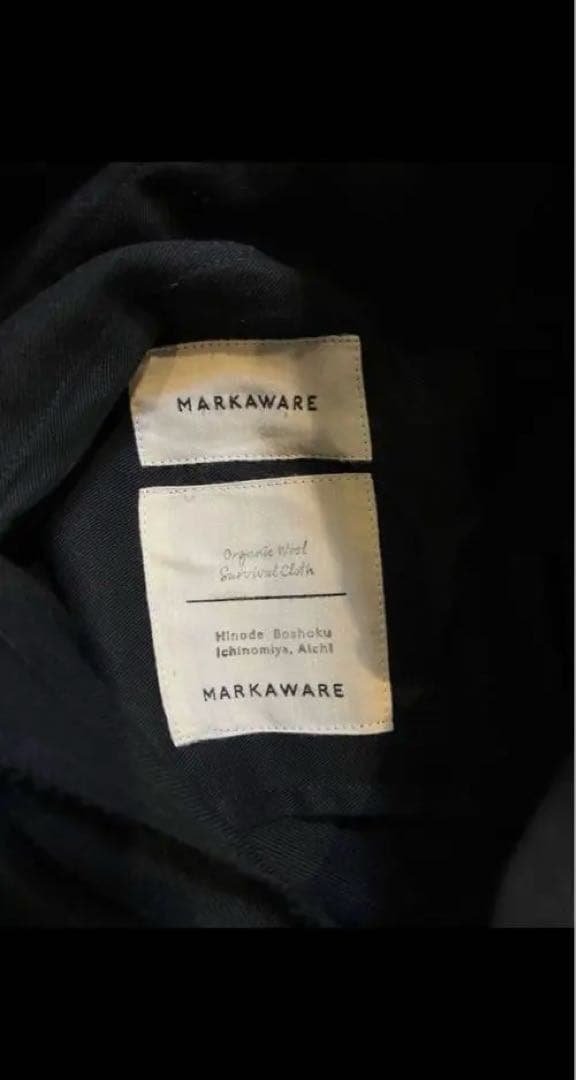 MARKAWARE
Organic Wool
Survival Cloth
Hinode Boshoku
Ichinomiya, Aichi
MARKAWARE